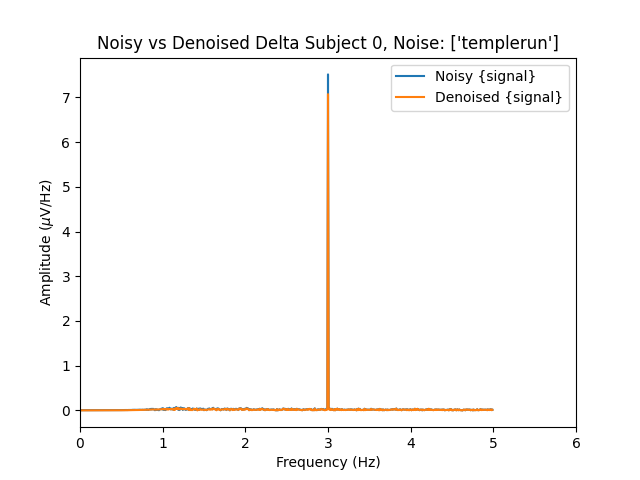 Noisy vs Denoised Delta Subject 0, Noise: ['templerun']
Noisy {signal}
Denoised {signal}
7
6
5
4
3
2
1
0
Amplitude (μV/Hz)
0 1 2 3 4 5 6
Frequency (Hz)